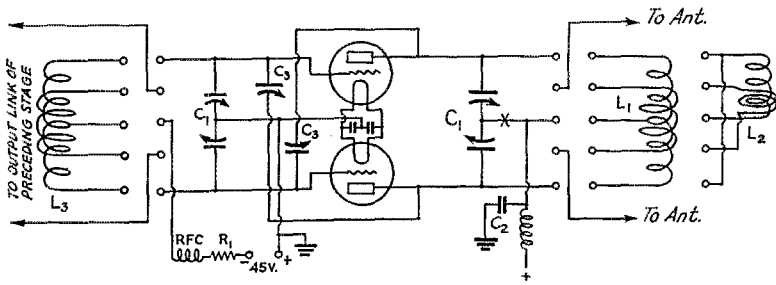 TO OUTPUT LINK OF
PRECEDING STAGE
L3
C1
C3
C3
RFC
R1
- 45V. +
C1
C2
+
To Ant.
To Ant.
L1
L2